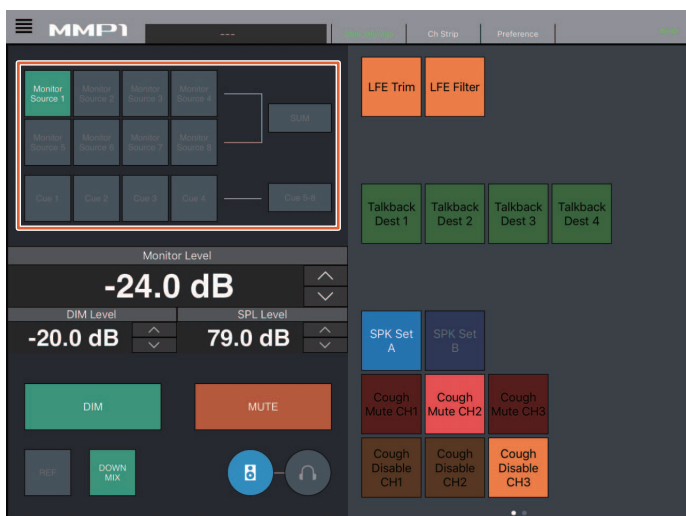 MMP1
---
Ch Strip
Preference
Monitor Source 1
Monitor Source 2
Monitor Source 3
Monitor Source 4
SUM
Monitor Source 5
Monitor Source 6
Monitor Source 7
Monitor Source 8
Cue 1
Cue 2
Cue 3
Cue 4
Cue 5-8
Monitor Level
-24.0 dB
DIM Level
SPL Level
-20.0 dB
79.0 dB
DIM
MUTE
REF
DOWN
MIX
LFE Trim
LFE Filter
Talkback Dest 1
Talkback Dest 2
Talkback Dest 3
Talkback Dest 4
SPK Set A
SPK Set B
Cough Mute CH1
Cough Mute CH2
Cough Mute CH3
Cough Disable CH1
Cough Disable CH2
Cough Disable CH3